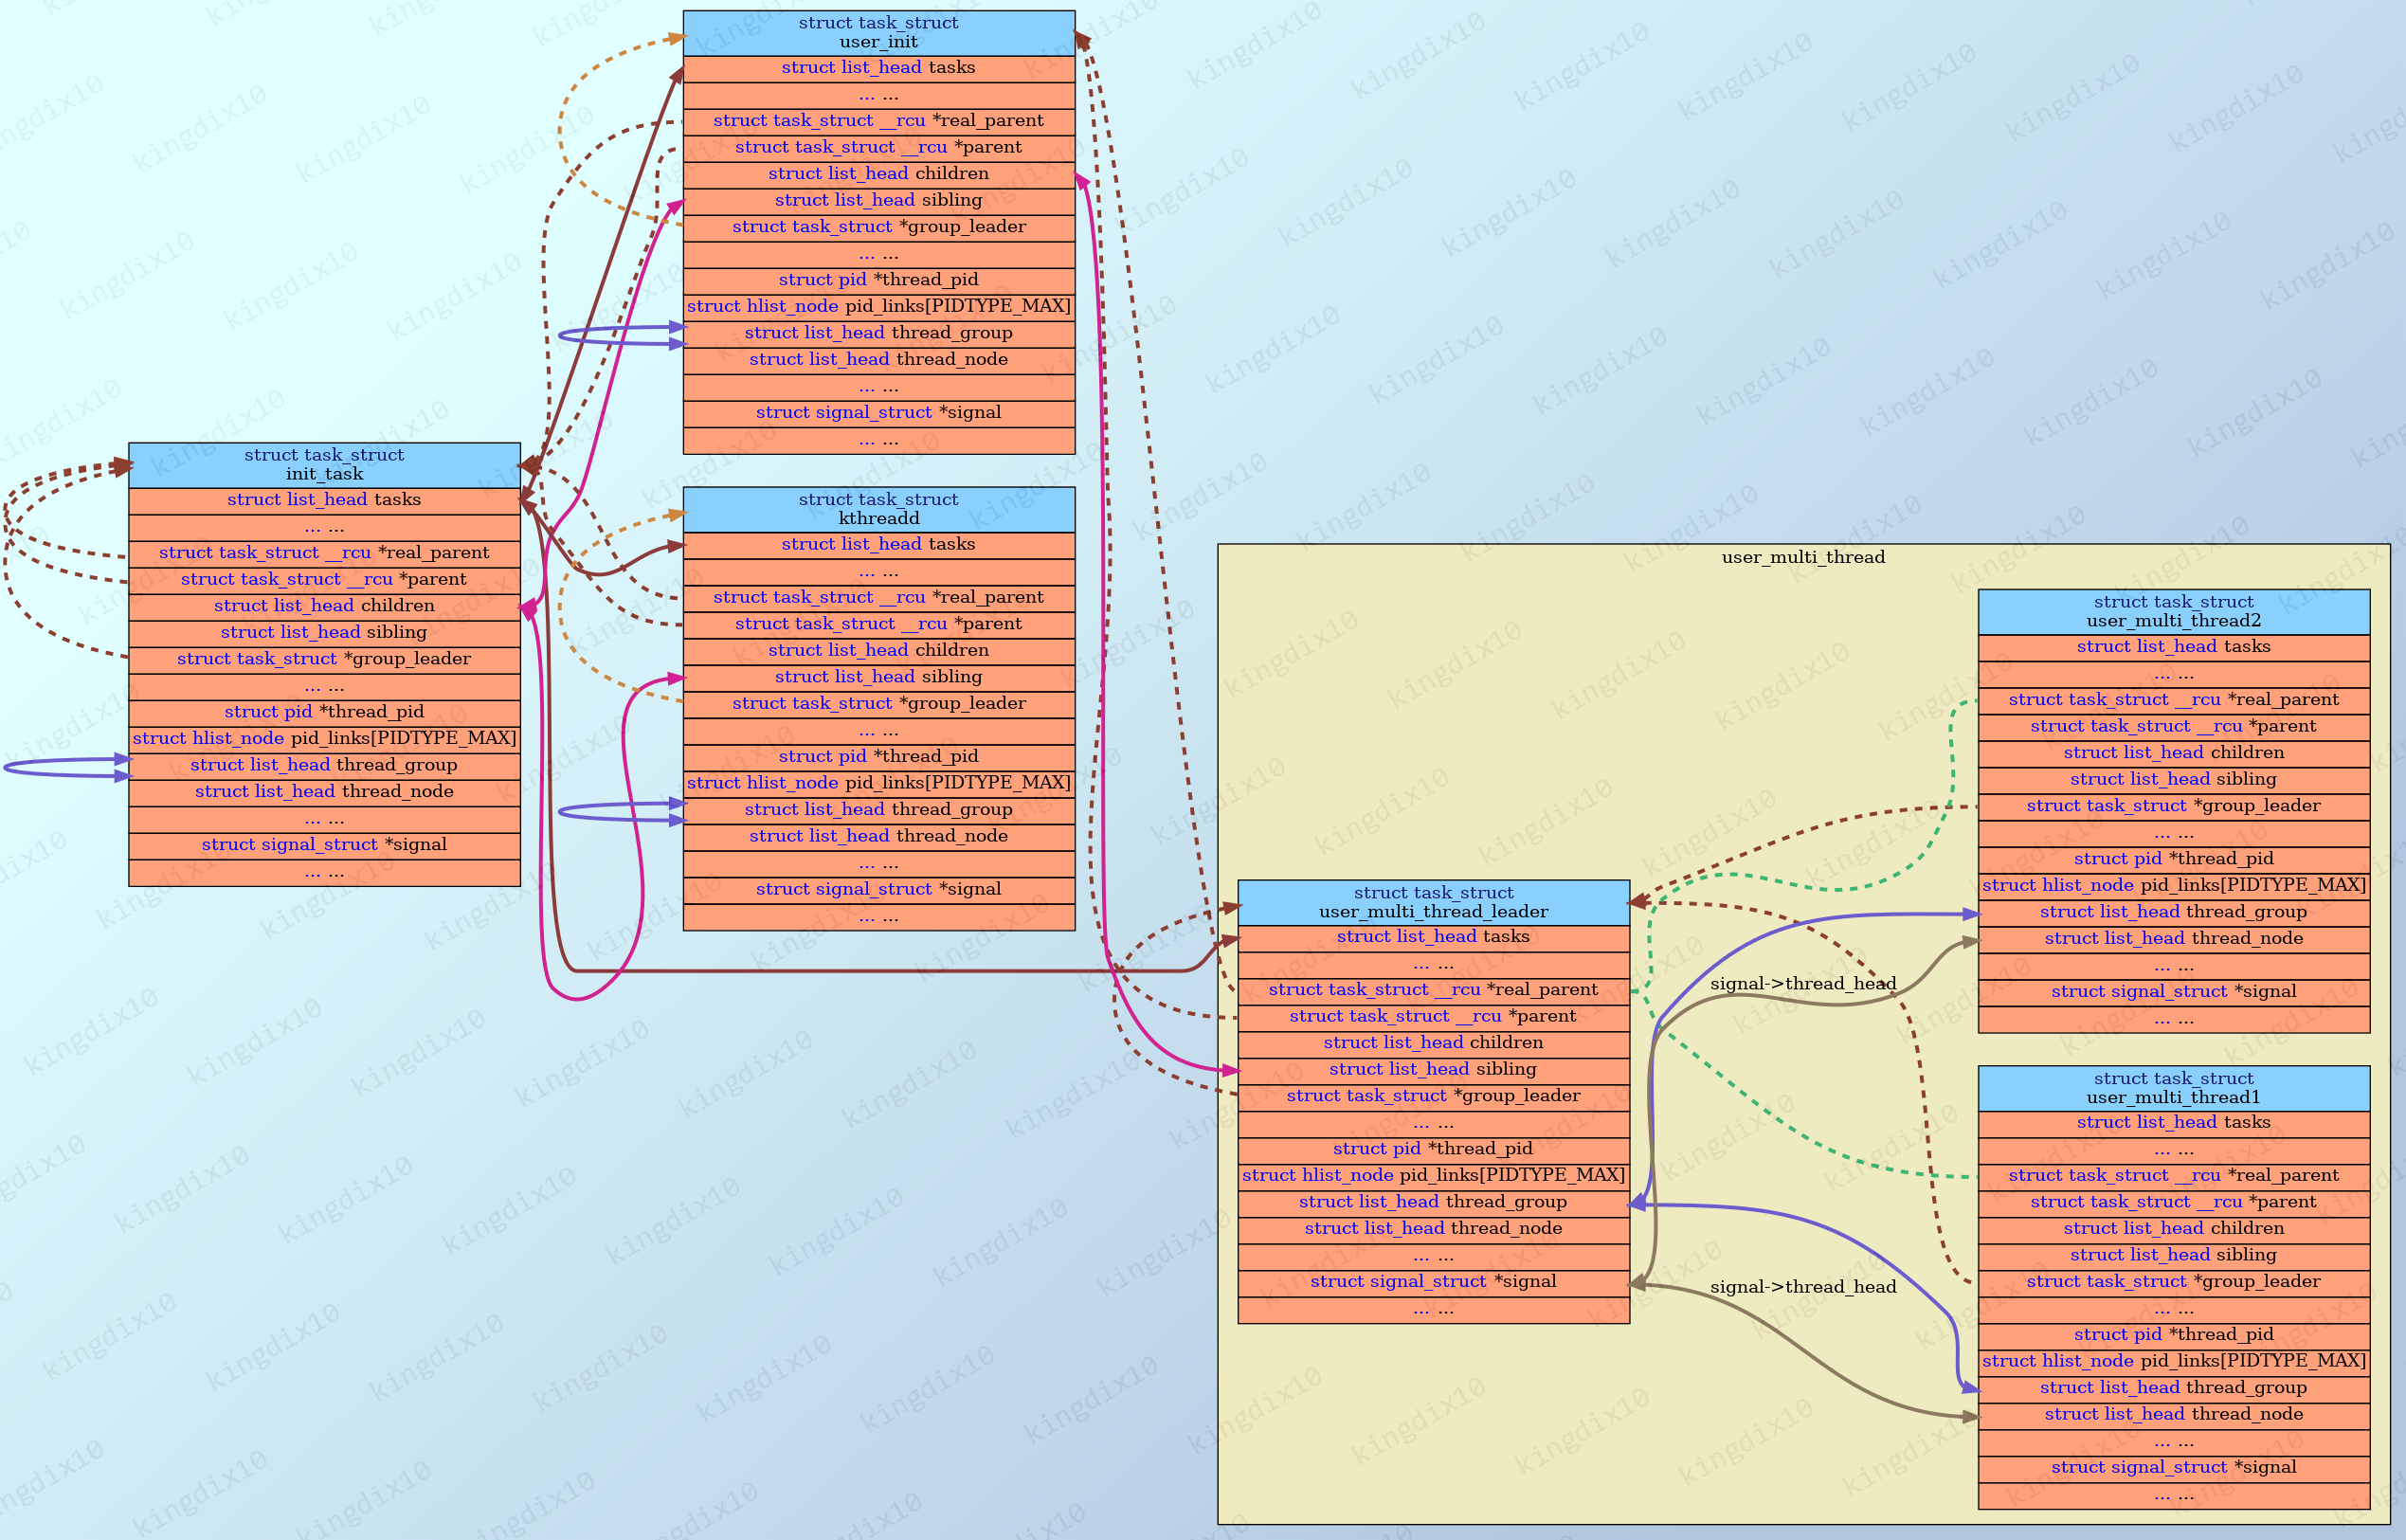 struct task_struct
user_init
struct list_head tasks
... ...
struct task_struct __rcu *real_parent
struct task_struct __rcu *parent
struct list_head children
struct list_head sibling
struct task_struct *group_leader
... ...
struct pid *thread_pid
struct hlist_node pid_links[PIDTYPE_MAX]
struct list_head thread_group
struct list_head thread_node
... ...
struct signal_struct *signal
... ...
struct task_struct
init_task
struct list_head tasks
... ...
struct task_struct __rcu *real_parent
struct task_struct __rcu *parent
struct list_head children
struct list_head sibling
struct task_struct *group_leader
... ...
struct pid *thread_pid
struct hlist_node pid_links[PIDTYPE_MAX]
struct list_head thread_group
struct list_head thread_node
... ...
struct signal_struct *signal
... ...
struct task_struct
kthreadd
struct list_head tasks
... ...
struct task_struct __rcu *real_parent
struct task_struct __rcu *parent
struct list_head children
struct list_head sibling
struct task_struct *group_leader
... ...
struct pid *thread_pid
struct hlist_node pid_links[PIDTYPE_MAX]
struct list_head thread_group
struct list_head thread_node
... ...
struct signal_struct *signal
... ...
user_multi_thread
struct task_struct
user_multi_thread_leader
struct list_head tasks
... ...
struct task_struct __rcu *real_parent
struct task_struct __rcu *parent
struct list_head children
struct list_head sibling
struct task_struct *group_leader
... ...
struct pid *thread_pid
struct hlist_node pid_links[PIDTYPE_MAX]
struct list_head thread_group
struct list_head thread_node
... ...
struct signal_struct *signal
... ...
signal->thread_head
signal->thread_head
struct task_struct
user_multi_thread2
struct list_head tasks
... ...
struct task_struct __rcu *real_parent
struct task_struct __rcu *parent
struct list_head children
struct list_head sibling
struct task_struct *group_leader
... ...
struct pid *thread_pid
struct hlist_node pid_links[PIDTYPE_MAX]
struct list_head thread_group
struct list_head thread_node
... ...
struct signal_struct *signal
... ...
struct task_struct
user_multi_thread1
struct list_head tasks
... ...
struct task_struct __rcu *real_parent
struct task_struct __rcu *parent
struct list_head children
struct list_head sibling
struct task_struct *group_leader
... ...
struct pid *thread_pid
struct hlist_node pid_links[PIDTYPE_MAX]
struct list_head thread_group
struct list_head thread_node
... ...
struct signal_struct *signal
... ...
kingdix10